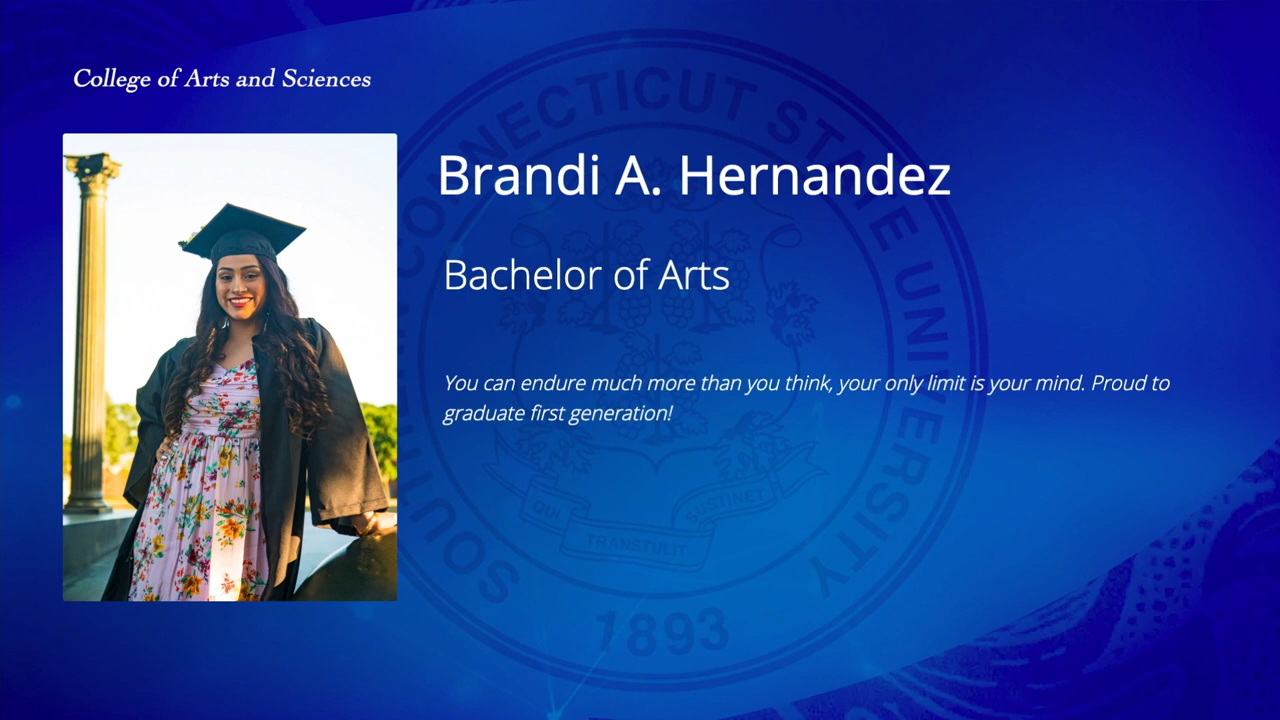 College of Arts and Sciences
Brandi A. Hernandez
Bachelor of Arts
You can endure much more than you think, your only limit is your mind. Proud to
graduate first generation!
SOUTHERN CONNECTICUT STATE UNIVERSITY
QUI TRANSTULIT SUSTINET
1893